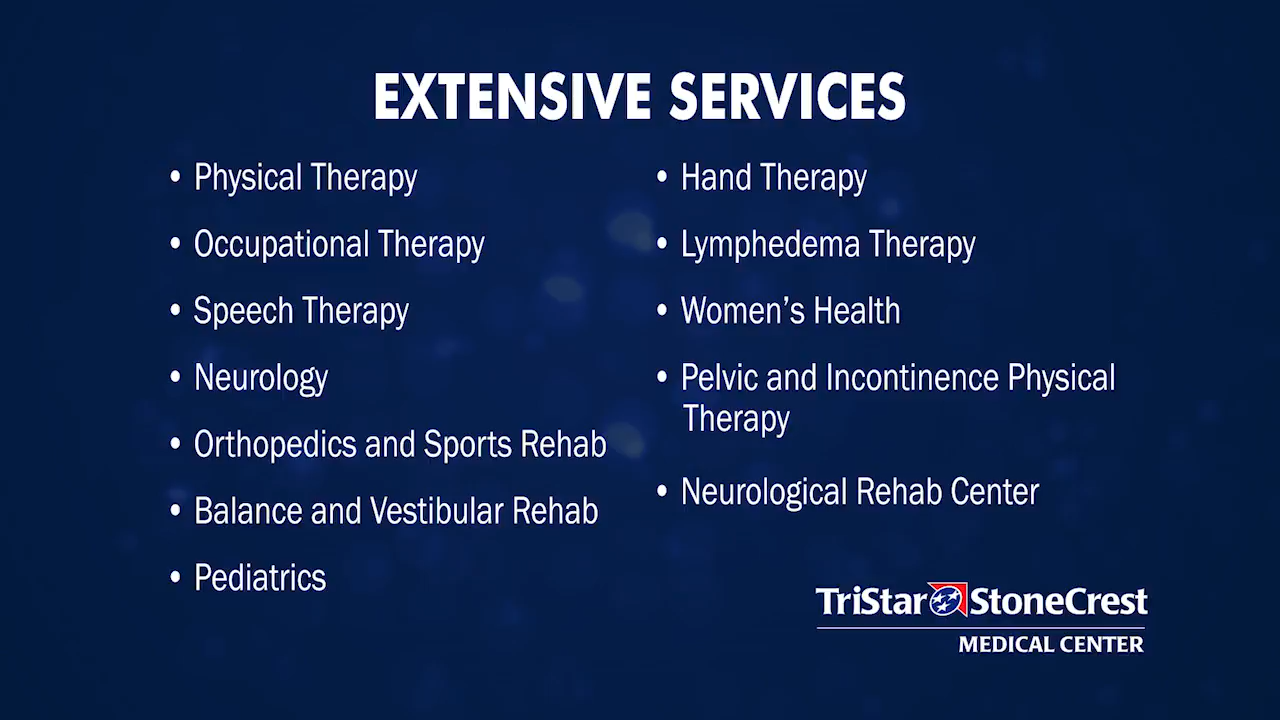 EXTENSIVE SERVICES
• Physical Therapy
• Occupational Therapy
• Speech Therapy
• Neurology
• Orthopedics and Sports Rehab
• Balance and Vestibular Rehab
• Pediatrics
• Hand Therapy
• Lymphedema Therapy
• Women’s Health
• Pelvic and Incontinence Physical
Therapy
• Neurological Rehab Center
TriStar StoneCrest
MEDICAL CENTER